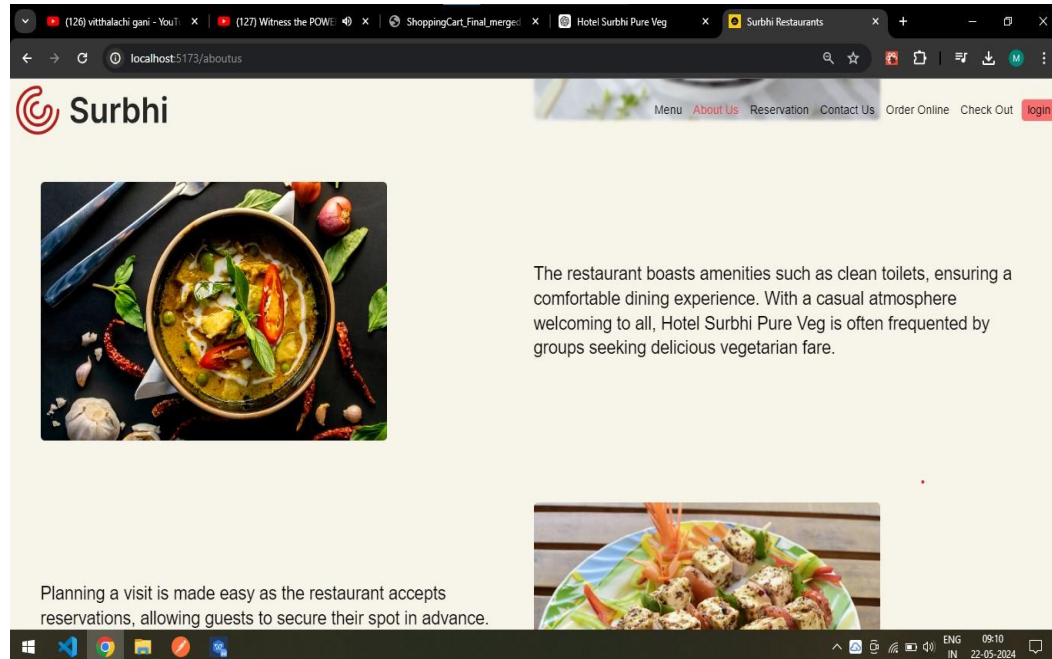 (126) vitthalachi gani - YouTu
(127) Witness the POWE
ShoppingCart_Final_merged
Hotel Surbhi Pure Veg
Surbhi Restaurants
localhost:5173/aboutus
M
Surbhi
Menu About Us Reservation Contact Us Order Online Check Out login
The restaurant boasts amenities such as clean toilets, ensuring a
comfortable dining experience. With a casual atmosphere
welcoming to all, Hotel Surbhi Pure Veg is often frequented by
groups seeking delicious vegetarian fare.
Planning a visit is made easy as the restaurant accepts
reservations, allowing guests to secure their spot in advance.
ENG 09:10
IN 22-05-2024